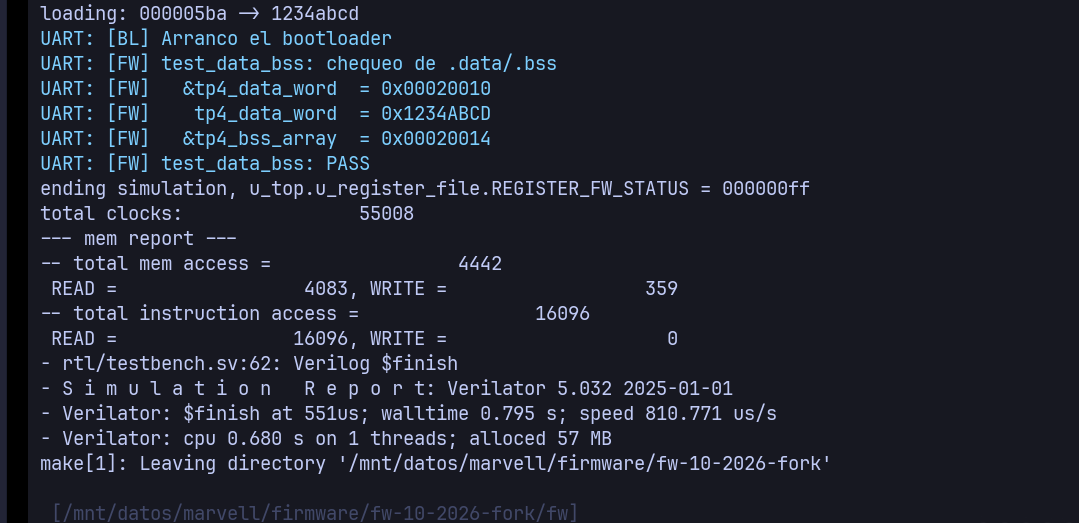 loading: 000005ba -> 1234abcd
UART: [BL] Arranco el bootloader
UART: [FW] test_data_bss: chequeo de .data/.bss
UART: [FW]   &tp4_data_word  = 0x00020010
UART: [FW]    tp4_data_word  = 0x1234ABCD
UART: [FW]   &tp4_bss_array  = 0x00020014
UART: [FW] test_data_bss: PASS
ending simulation, u_top.u_register_file.REGISTER_FW_STATUS = 000000ff
total clocks:                55008
--- mem report ---
-- total mem access =                 4442
 READ =                 4083, WRITE =                  359
-- total instruction access =                16096
 READ =                16096, WRITE =                    0
- rtl/testbench.sv:62: Verilog $finish
- S i m u l a t i o n   R e p o r t: Verilator 5.032 2025-01-01
- Verilator: $finish at 551us; walltime 0.795 s; speed 810.771 us/s
- Verilator: cpu 0.680 s on 1 threads; alloced 57 MB
make[1]: Leaving directory '/mnt/datos/marvell/firmware/fw-10-2026-fork'
[/mnt/datos/marvell/firmware/fw-10-2026-fork/fw]